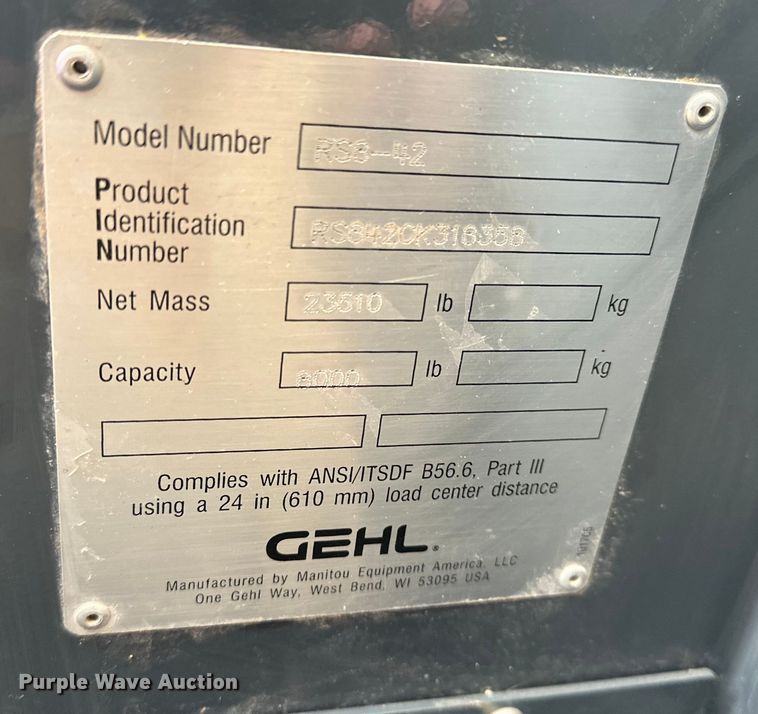 Model Number RS8-42
Product
Identification
Number RS842CK318358
Net Mass 23510 lb kg
Capacity 8000 lb kg
Complies with ANSI/ITSDF B56.6, Part III
using a 24 in (610 mm) load center distance
GEHL®
Manufactured by Manitou Equipment America, LLC
One Gehl Way, West Bend, WI 53095 USA
Purple Wave Auction